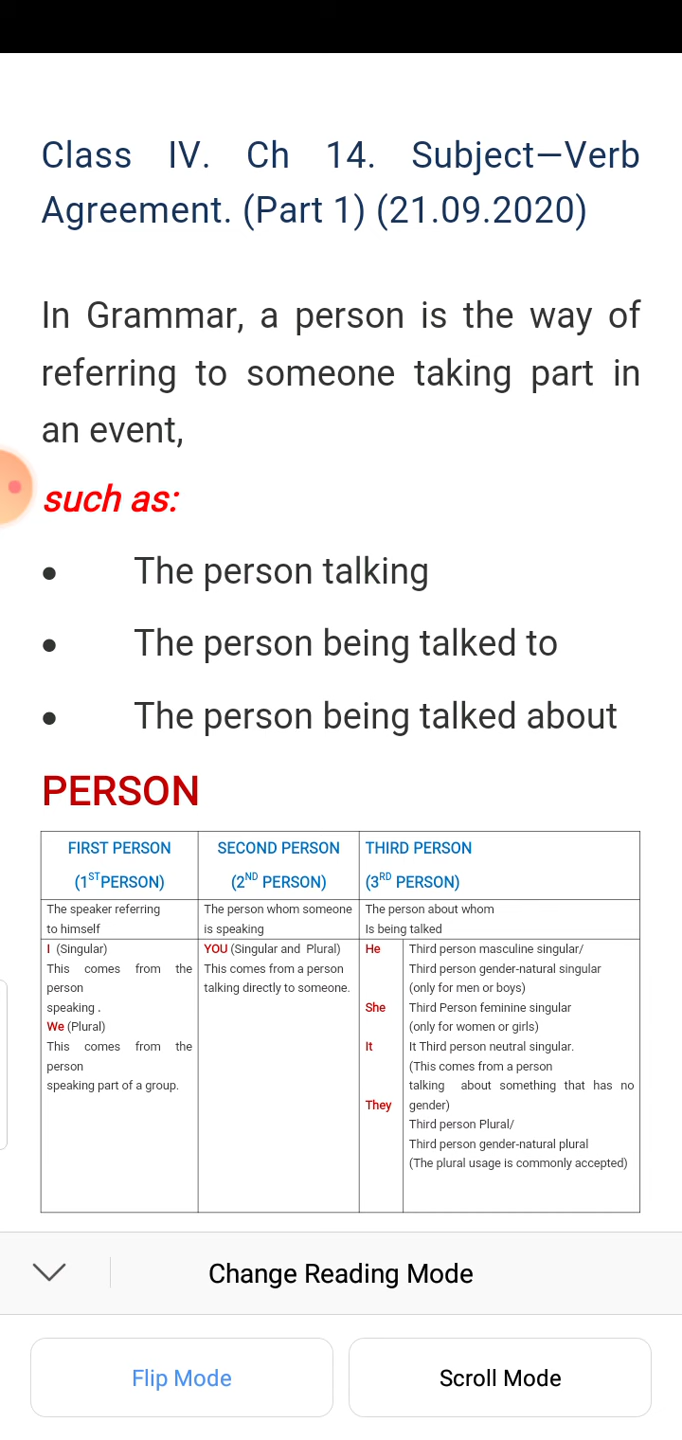 Class IV. Ch 14. Subject—Verb
Agreement. (Part 1) (21.09.2020)
In Grammar, a person is the way of
referring to someone taking part in
an event,
such as:
• The person talking
• The person being talked to
• The person being talked about
PERSON
FIRST PERSON
(1ST PERSON)
SECOND PERSON
(2ND PERSON)
THIRD PERSON
(3RD PERSON)
The speaker referring
to himself
The person whom someone
is speaking
The person about whom
Is being talked
I (Singular)
This comes from the
person
speaking .
We (Plural)
This comes from the
person
speaking part of a group.
YOU (Singular and Plural)
This comes from a person
talking directly to someone.
He
Third person masculine singular/
Third person gender-natural singular
(only for men or boys)
She
Third Person feminine singular
(only for women or girls)
It
It Third person neutral singular.
(This comes from a person
talking about something that has no
They
gender)
Third person Plural/
Third person gender-natural plural
(The plural usage is commonly accepted)
Change Reading Mode
Flip Mode
Scroll Mode